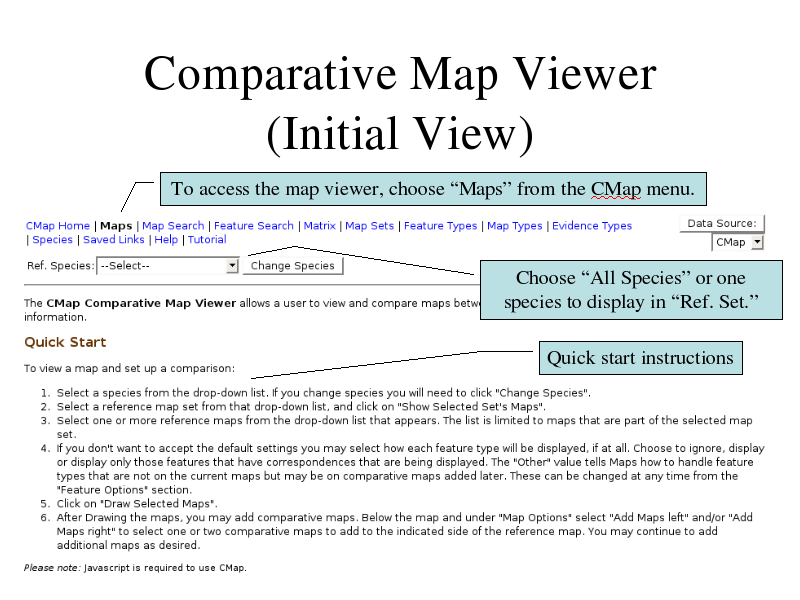 Comparative Map Viewer
(Initial View)
To access the map viewer, choose “Maps” from the CMap menu.
CMap Home | Maps | Map Search | Feature Search | Matrix | Map Sets | Feature Types | Map Types | Evidence Types
| Species | Saved Links | Help | Tutorial
Data Source:
CMap
Ref. Species: --Select-- Change Species
Choose “All Species” or one
species to display in “Ref. Set.”
The CMap Comparative Map Viewer allows a user to view and compare maps
information.
Quick Start
Quick start instructions
To view a map and set up a comparison:
1. Select a species from the drop-down list. If you change species you will need to click "Change Species".
2. Select a reference map set from that drop-down list, and click on "Show Selected Set's Maps".
3. Select one or more reference maps from the drop-down list that appears. The list is limited to maps that are part of the selected map
set.
4. If you don't want to accept the default settings you may select how each feature type will be displayed, if at all. Choose to ignore, display
or display only those features that have correspondences that are being displayed. The "Other" value tells Maps how to handle feature
types that are not on the current maps but may be on comparative maps added later. These can be changed at any time from the
"Feature Options" section.
5. Click on "Draw Selected Maps".
6. After Drawing the maps, you may add comparative maps. Below the map and under "Map Options" select "Add Maps left" and/or "Add
Maps right" to select one or two comparative maps to add to the indicated side of the reference map. You may continue to add
additional maps as desired.
Please note: Javascript is required to use CMap.